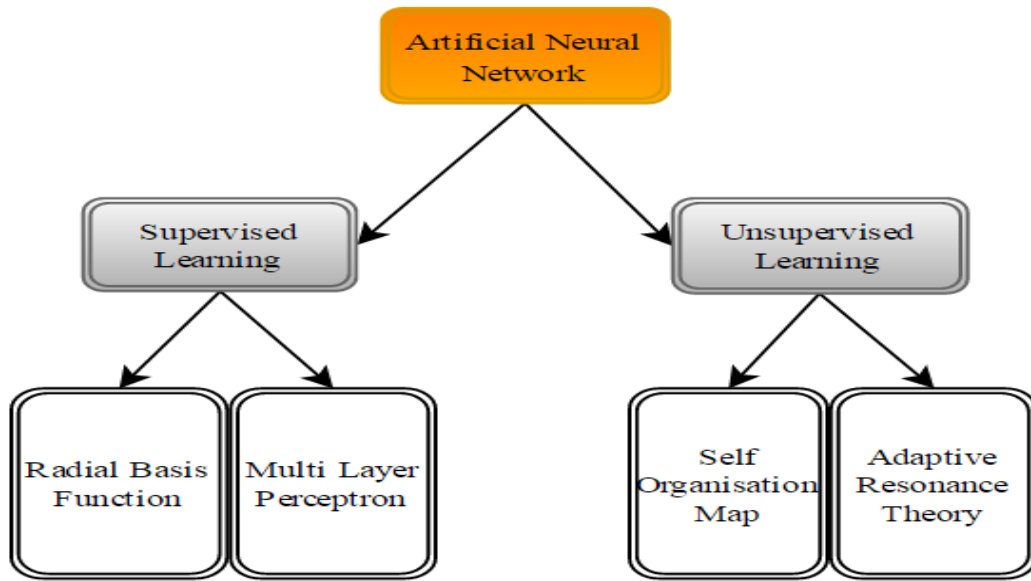 Artificial Neural
Network
Supervised
Learning
Unsupervised
Learning
Radial Basis
Function
Multi Layer
Perceptron
Self
Organisation
Map
Adaptive
Resonance
Theory